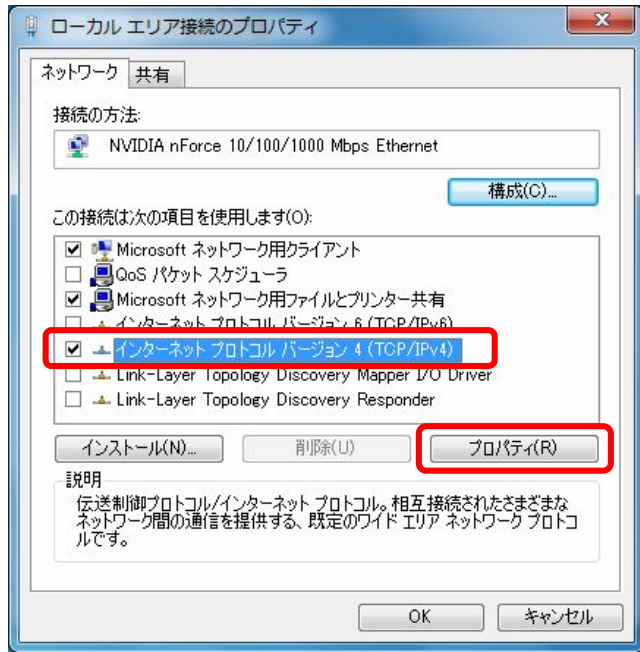 ローカル エリア接続のプロパティ
ネットワーク 共有
接続の方法:
NVIDIA nForce 10/100/1000 Mbps Ethernet
構成(C)...
この接続は次の項目を使用します(O):
Microsoft ネットワーク用クライアント
QoS パケット スケジューラ
Microsoft ネットワーク用ファイルとプリンター共有
インターネット プロトコル バージョン 6 (TCP/IPv6)
インターネット プロトコル バージョン 4 (TCP/IPv4)
Link-Layer Topology Discovery Mapper I/O Driver
Link-Layer Topology Discovery Responder
インストール(N)... 削除(U) プロパティ(R)
説明
伝送制御プロトコル/インターネット プロトコル。相互接続されたさまざまな
ネットワーク間の通信を提供する、既定のワイド エリア ネットワーク プロトコ
ルです。
OK キャンセル